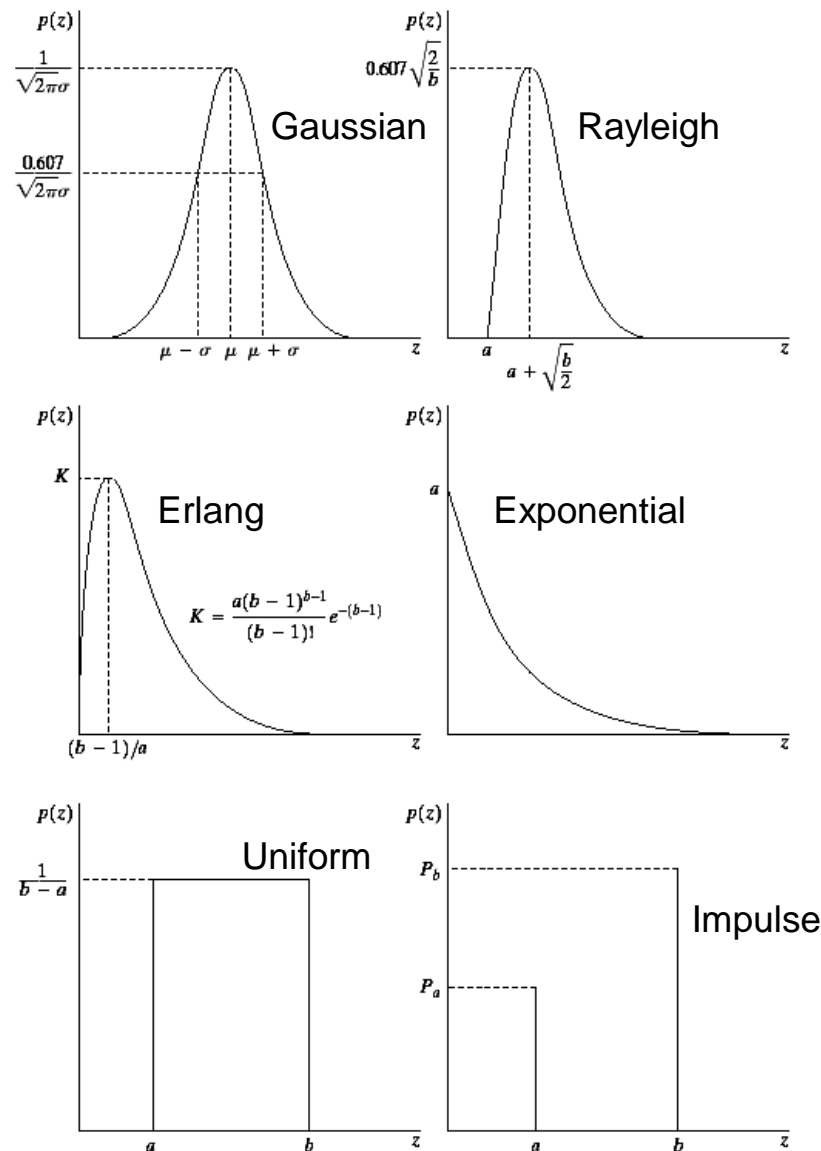 p(z)
1/√2πσ
0.607/√2πσ
Gaussian
μ − σ μ μ + σ
z
p(z)
0.607√2/b
Rayleigh
a
z
a + √b/2
p(z)
K
Erlang
K = a(b − 1)^b−1/(b − 1)! e^−(b−1)
(b − 1)/a
z
p(z)
a
Exponential
z
p(z)
1/b − a
Uniform
a b z
p(z)
P_b
Impulse
P_a
a b z